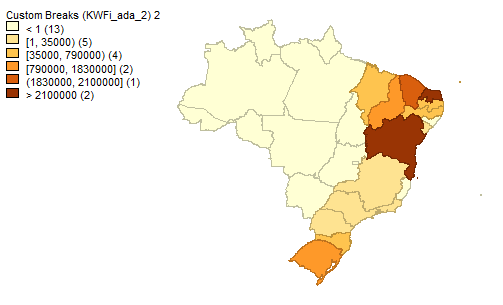 Custom Breaks (KWFi_ada_2) 2
< 1 (13)
[1, 35000) (5)
[35000, 790000) (4)
[790000, 1830000] (2)
(1830000, 2100000] (1)
> 2100000 (2)